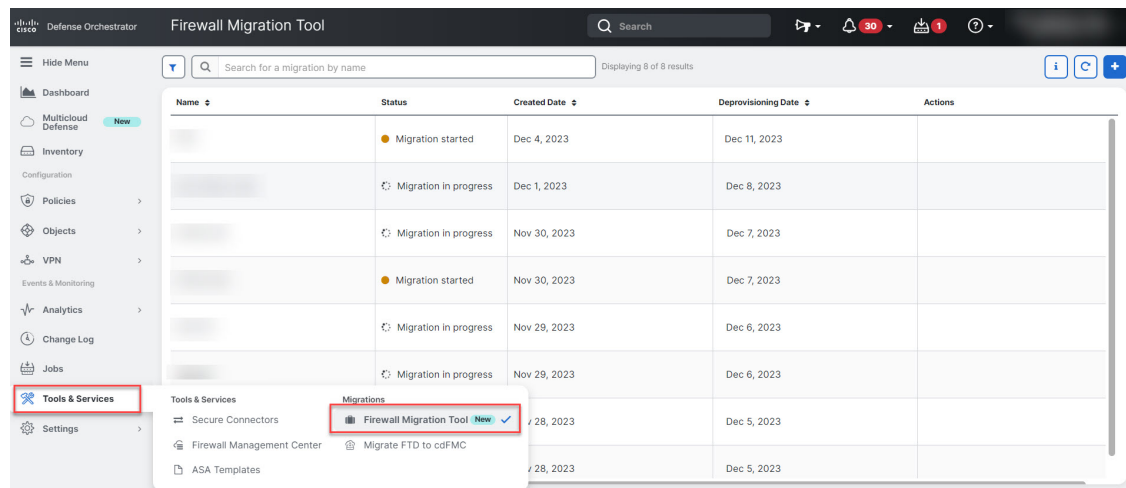 cisco Defense Orchestrator Firewall Migration Tool Search 30 1
Hide Menu
Search for a migration by name Displaying 8 of 8 results
Dashboard
Multicloud Defense New
Inventory
Configuration
Policies
Objects
VPN
Events & Monitoring
Analytics
Change Log
Jobs
Tools & Services
Settings
Name Status Created Date Deprovisioning Date Actions
Migration started Dec 4, 2023 Dec 11, 2023
Migration in progress Dec 1, 2023 Dec 8, 2023
Migration in progress Nov 30, 2023 Dec 7, 2023
Migration started Nov 30, 2023 Dec 7, 2023
Migration in progress Nov 29, 2023 Dec 6, 2023
Migration in progress Nov 29, 2023 Dec 6, 2023
28, 2023 Dec 5, 2023
28, 2023 Dec 5, 2023
Tools & Services
Secure Connectors
Firewall Management Center
ASA Templates
Migrations
Firewall Migration Tool New
Migrate FTD to cdFMC